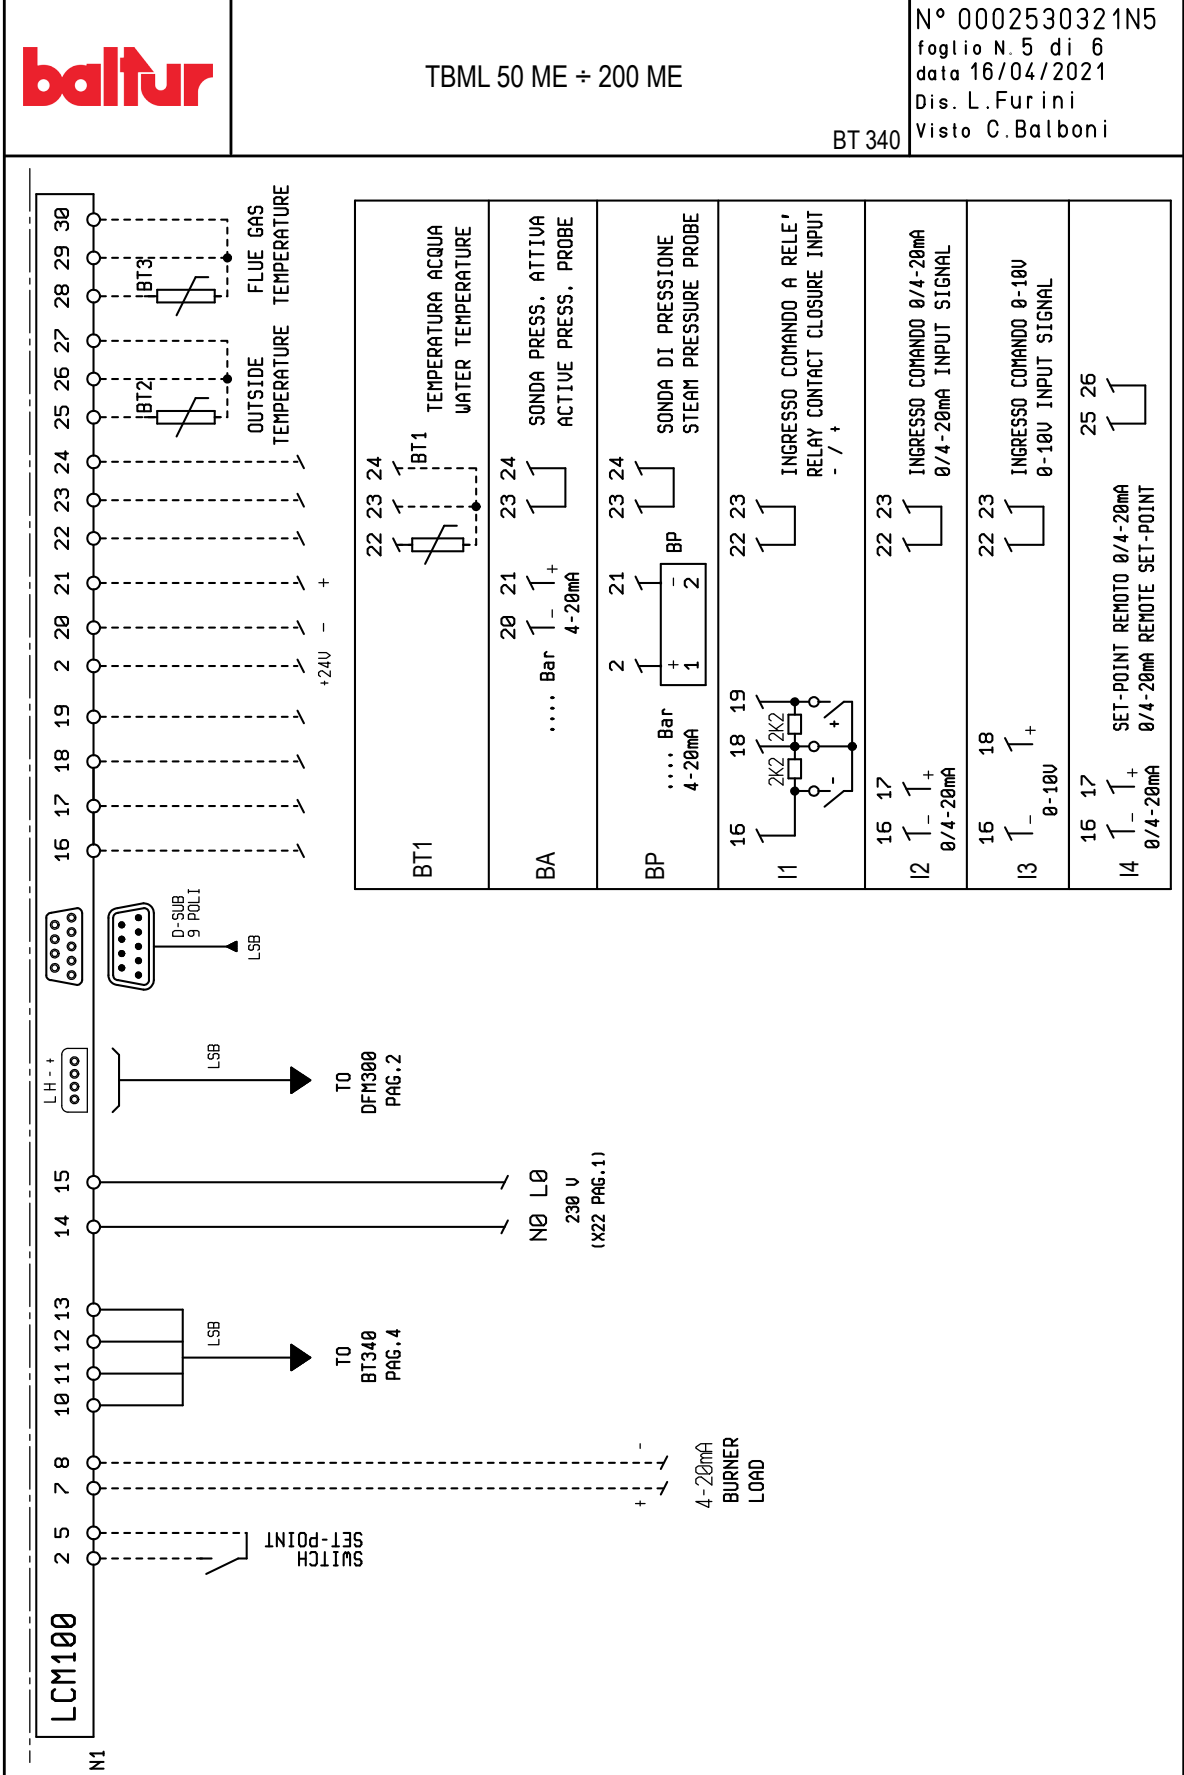 baltur
TBML 50 ME ÷ 200 ME
BT 340
N° 0002530321N5
foglio N. 5 di 6
data 16/04/2021
Dis. L.Furini
Visto C.Balboni
N1
LCM100
2 5 7 8 10 11 12 13 14 15
L H - +
16 17 18 19 2 20 21 22 23 24 25 26 27 28 29 30
SWITCH
SET-POINT
+ -
4-20mA
BURNER
LOAD
LSB
TO
BT340
PAG.4
N0 L0
230 V
(X22 PAG.1)
LSB
TO
DFM300
PAG.2
D-SUB
9 POLI
LSB
+24V - +
BT2
OUTSIDE
TEMPERATURE
BT3
FLUE GAS
TEMPERATURE
BT1
22 23 24
BT1
TEMPERATURA ACQUA
WATER TEMPERATURE
BA
.... Bar
20 21
- +
4-20mA
23 24
SONDA PRESS. ATTIVA
ACTIVE PRESS. PROBE
BP
.... Bar
4-20mA
2 21
+ -
1 2
BP
23 24
SONDA DI PRESSIONE
STEAM PRESSURE PROBE
I1
16 18 19
2K2 2K2
- +
22 23
INGRESSO COMANDO A RELE'
RELAY CONTACT CLOSURE INPUT
- / +
I2
16 17
- +
0/4-20mA
22 23
INGRESSO COMANDO 0/4-20mA
0/4-20mA INPUT SIGNAL
I3
16 18
- +
0-10V
22 23
INGRESSO COMANDO 0-10V
0-10V INPUT SIGNAL
I4
16 17
- +
0/4-20mA
SET-POINT REMOTO 0/4-20mA
0/4-20mA REMOTE SET-POINT
25 26